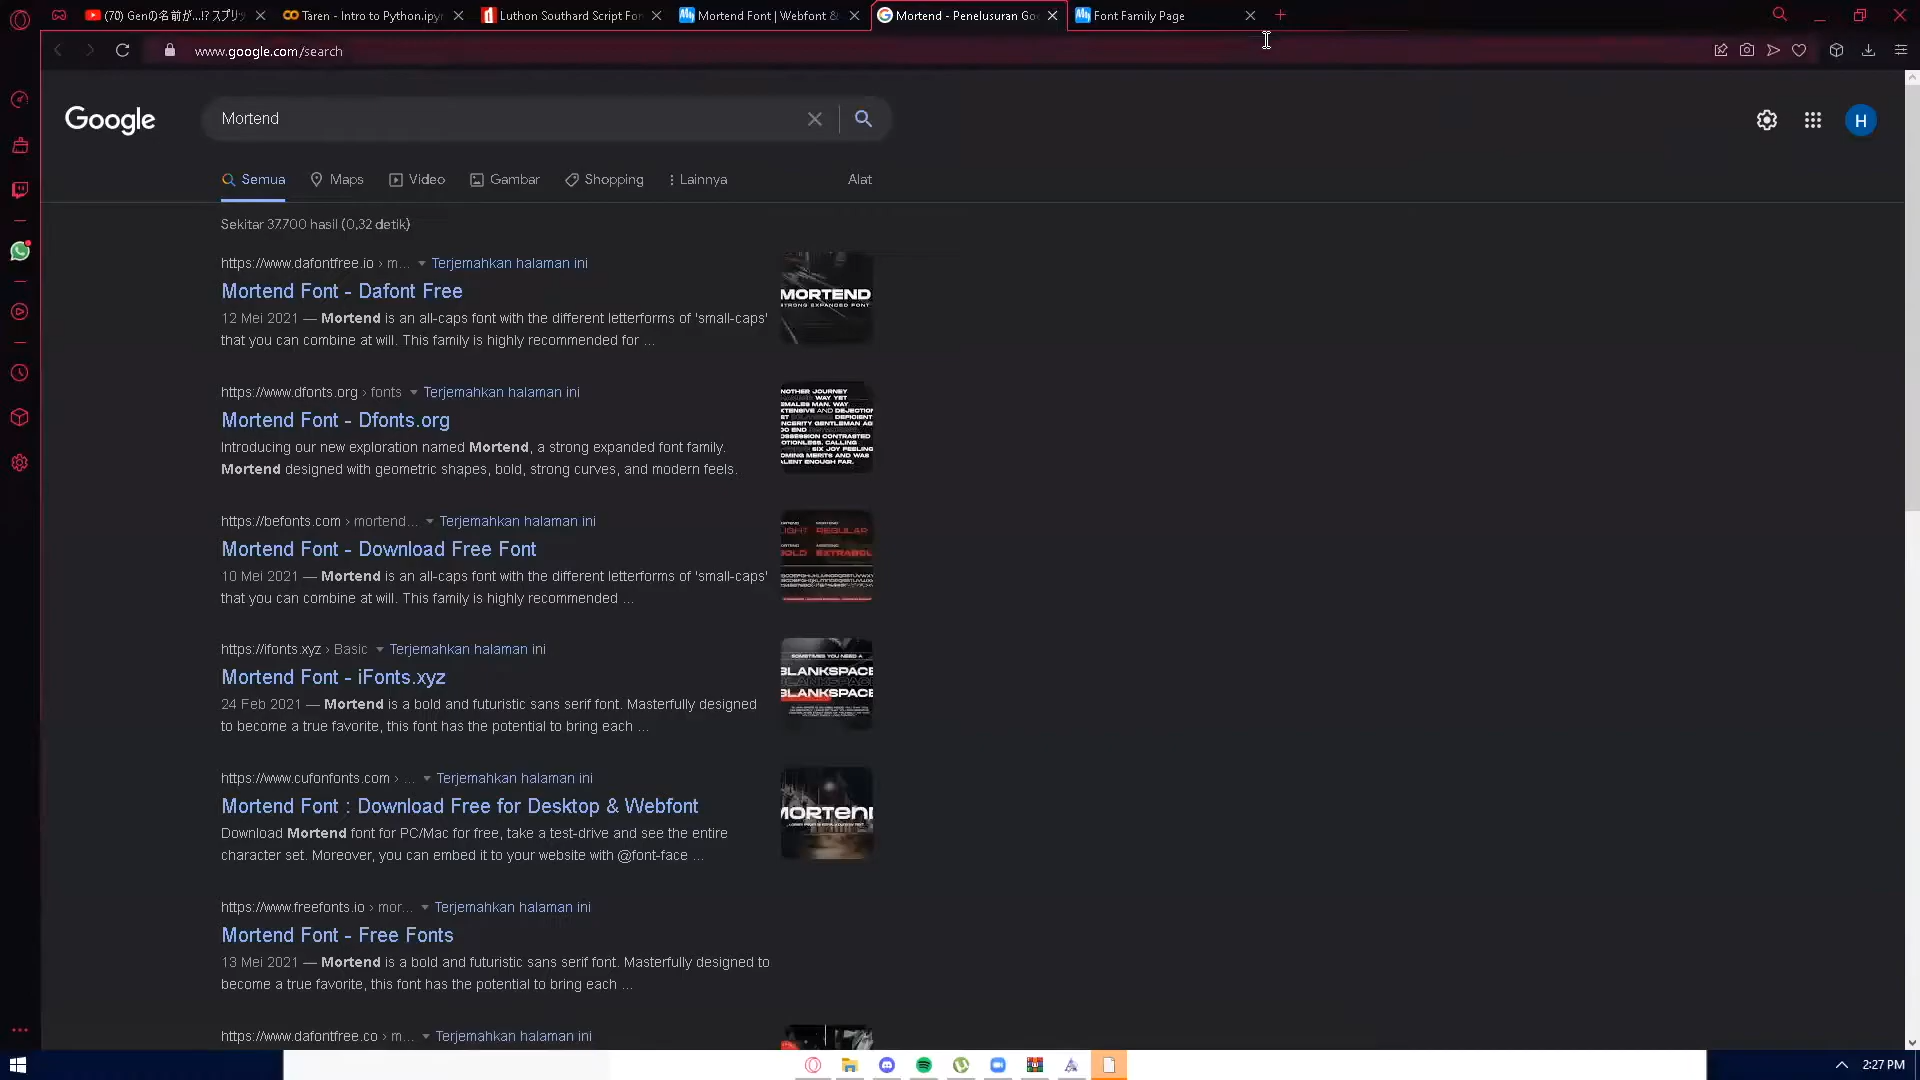 (70) Genの名前が...!? スプリッ
Taren - Intro to Python.ipyn
Luthon Southard Script For
Mortend Font | Webfont &
Mortend - Penelusuran Go
Font Family Page
www.google.com/search
Google
Mortend
H
Semua
Maps
Video
Gambar
Shopping
Lainnya
Alat
Sekitar 37.700 hasil (0,32 detik)
https://www.dafontfree.io › m... Terjemahkan halaman ini
Mortend Font - Dafont Free
12 Mei 2021 — Mortend is an all-caps font with the different letterforms of 'small-caps'
that you can combine at will. This family is highly recommended for ...
MORTEND
STRONG EXPANDED FONT
https://www.dfonts.org › fonts Terjemahkan halaman ini
Mortend Font - Dfonts.org
Introducing our new exploration named Mortend, a strong expanded font family.
Mortend designed with geometric shapes, bold, strong curves, and modern feels.
https://befonts.com › mortend... Terjemahkan halaman ini
Mortend Font - Download Free Font
10 Mei 2021 — Mortend is an all-caps font with the different letterforms of 'small-caps'
that you can combine at will. This family is highly recommended ...
https://ifonts.xyz › Basic Terjemahkan halaman ini
Mortend Font - iFonts.xyz
24 Feb 2021 — Mortend is a bold and futuristic sans serif font. Masterfully designed
to become a true favorite, this font has the potential to bring each ...
SOMETIMES YOU NEED A
BLANKSPACE
BLANKSPACE
BLANKSPACE
https://www.cufonfonts.com › ... Terjemahkan halaman ini
Mortend Font : Download Free for Desktop & Webfont
Download Mortend font for PC/Mac for free, take a test-drive and see the entire
character set. Moreover, you can embed it to your website with @font-face ...
https://www.freefonts.io › mor... Terjemahkan halaman ini
Mortend Font - Free Fonts
13 Mei 2021 — Mortend is a bold and futuristic sans serif font. Masterfully designed to
become a true favorite, this font has the potential to bring each ...
https://www.dafontfree.co › m... Terjemahkan halaman ini
2:27 PM